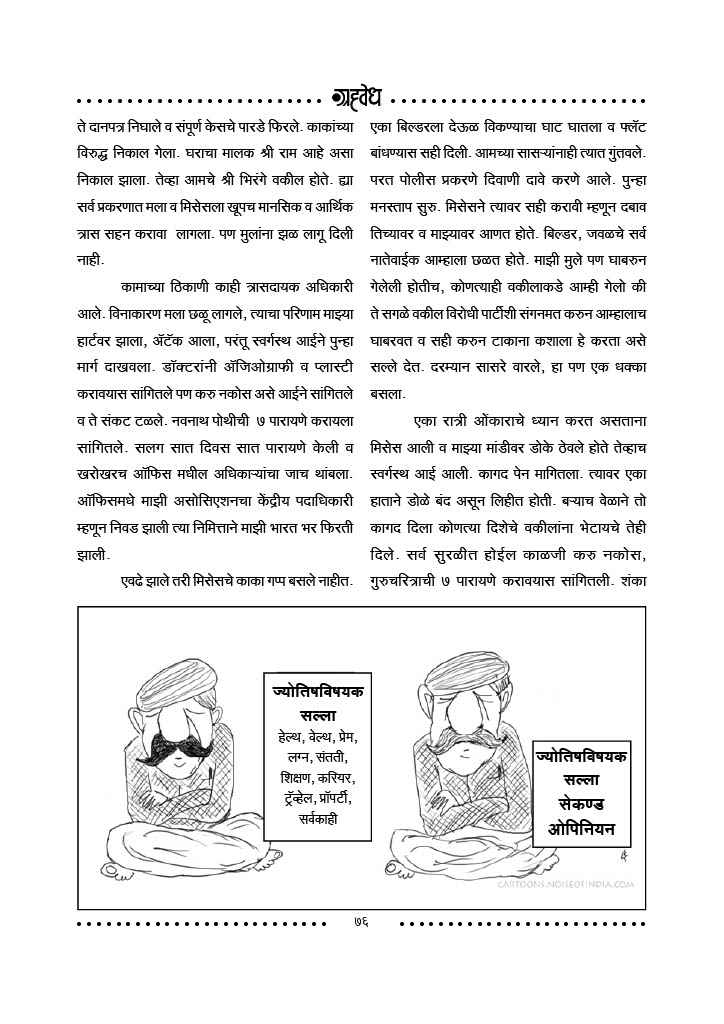 ग्रहवेध
ते दानपत्र निघाले व संपूर्ण केसचे पारडे फिरले. काकांच्या
विरुद्ध निकाल गेला. घराचा मालक श्री राम आहे असा
निकाल झाला. तेव्हा आमचे श्री भिरंगे वकील होते. ह्या
सर्व प्रकरणात मला व मिसेसला खूपच मानसिक व आर्थिक
त्रास सहन करावा लागला. पण मुलांना झळ लागू दिली
नाही.
कामाच्या ठिकाणी काही त्रासदायक अधिकारी
आले. विनाकारण मला छळू लागले, त्याचा परिणाम माझ्या
हार्टवर झाला, ॲटॅक आला, परंतू स्वर्गस्थ आईने पुन्हा
मार्ग दाखवला. डॉक्टरांनी ॲंजिओग्राफी व प्लास्टी
करावयास सांगितले पण करु नकोस असे आईने सांगितले
व ते संकट टळले. नवनाथ पोथीची ७ पारायणे करायला
सांगितले. सलग सात दिवस सात पारायणे केली व
खरोखरच ऑफिस मधील अधिकाऱ्यांचा जाच थांबला.
ऑफिसमधे माझी असोसिएशनचा केंद्रीय पदाधिकारी
म्हणून निवड झाली त्या निमित्ताने माझी भारत भर फिरती
झाली.
एवढे झाले तरी मिसेसचे काका गप्प बसले नाहीत.
एका बिल्डरला देऊळ विकण्याचा घाट घातला व फ्लॅट
बांधण्यास सही दिली. आमच्या सासऱ्यांनाही त्यात गुंतवले.
परत पोलीस प्रकरणे दिवाणी दावे करणे आले. पुन्हा
मनस्ताप सुरु. मिसेसने त्यावर सही करावी म्हणून दबाव
तिच्यावर व माझ्यावर आणत होते. बिल्डर, जवळचे सर्व
नातेवाईक आम्हाला छळत होते. माझी मुले पण घाबरुन
गेलेली होतीच, कोणत्याही वकीलाकडे आम्ही गेलो की
ते सगळे वकील विरोधी पार्टीशी संगनमत करुन आम्हालाच
घाबरवत व सही करुन टाकाना कशाला हे करता असे
सल्ले देत. दरम्यान सासरे वारले, हा पण एक धक्का
बसला.
एका रात्री ओंकाराचे ध्यान करत असताना
मिसेस आली व माझ्या मांडीवर डोके ठेवले होते तेव्हाच
स्वर्गस्थ आई आली. कागद पेन मागितला. त्यावर एका
हाताने डोळे बंद असून लिहीत होती. बऱ्याच वेळाने तो
कागद दिला कोणत्या दिशेचे वकीलांना भेटायचे तेही
दिले. सर्व सुरळीत होईल काळजी करु नकोस,
गुरुचरित्राची ७ पारायणे करावयास सांगितली. शंका
ज्योतिषविषयक
सल्ला
हेल्थ, वेल्थ, प्रेम,
लग्न, संतती,
शिक्षण, करियर,
ट्रॅव्हेल, प्रॉपर्टी,
सर्वकाही
ज्योतिषविषयक
सल्ला
सेकण्ड
ओपिनियन
CARTOONS.NOISEOFINDIA.COM
७६